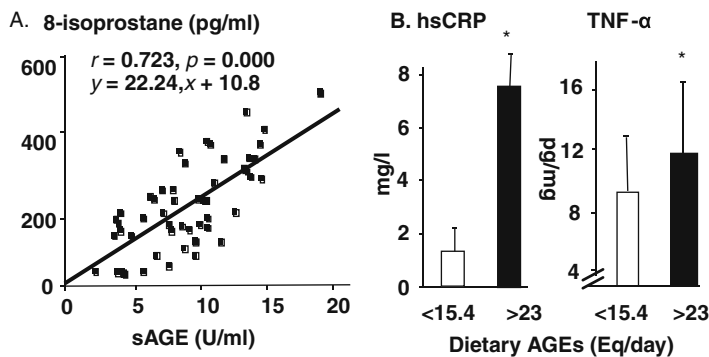 A. 8-isoprostane (pg/ml)
r = 0.723, p = 0.000
y = 22.24,x + 10.8
600
400
200
0
0 5 10 15 20
sAGE (U/ml)
B. hsCRP
*
8
6
4
2
0
mg/l
<15.4 >23
TNF-α
*
16
12
8
4
pg/mg
<15.4 >23
Dietary AGEs (Eq/day)